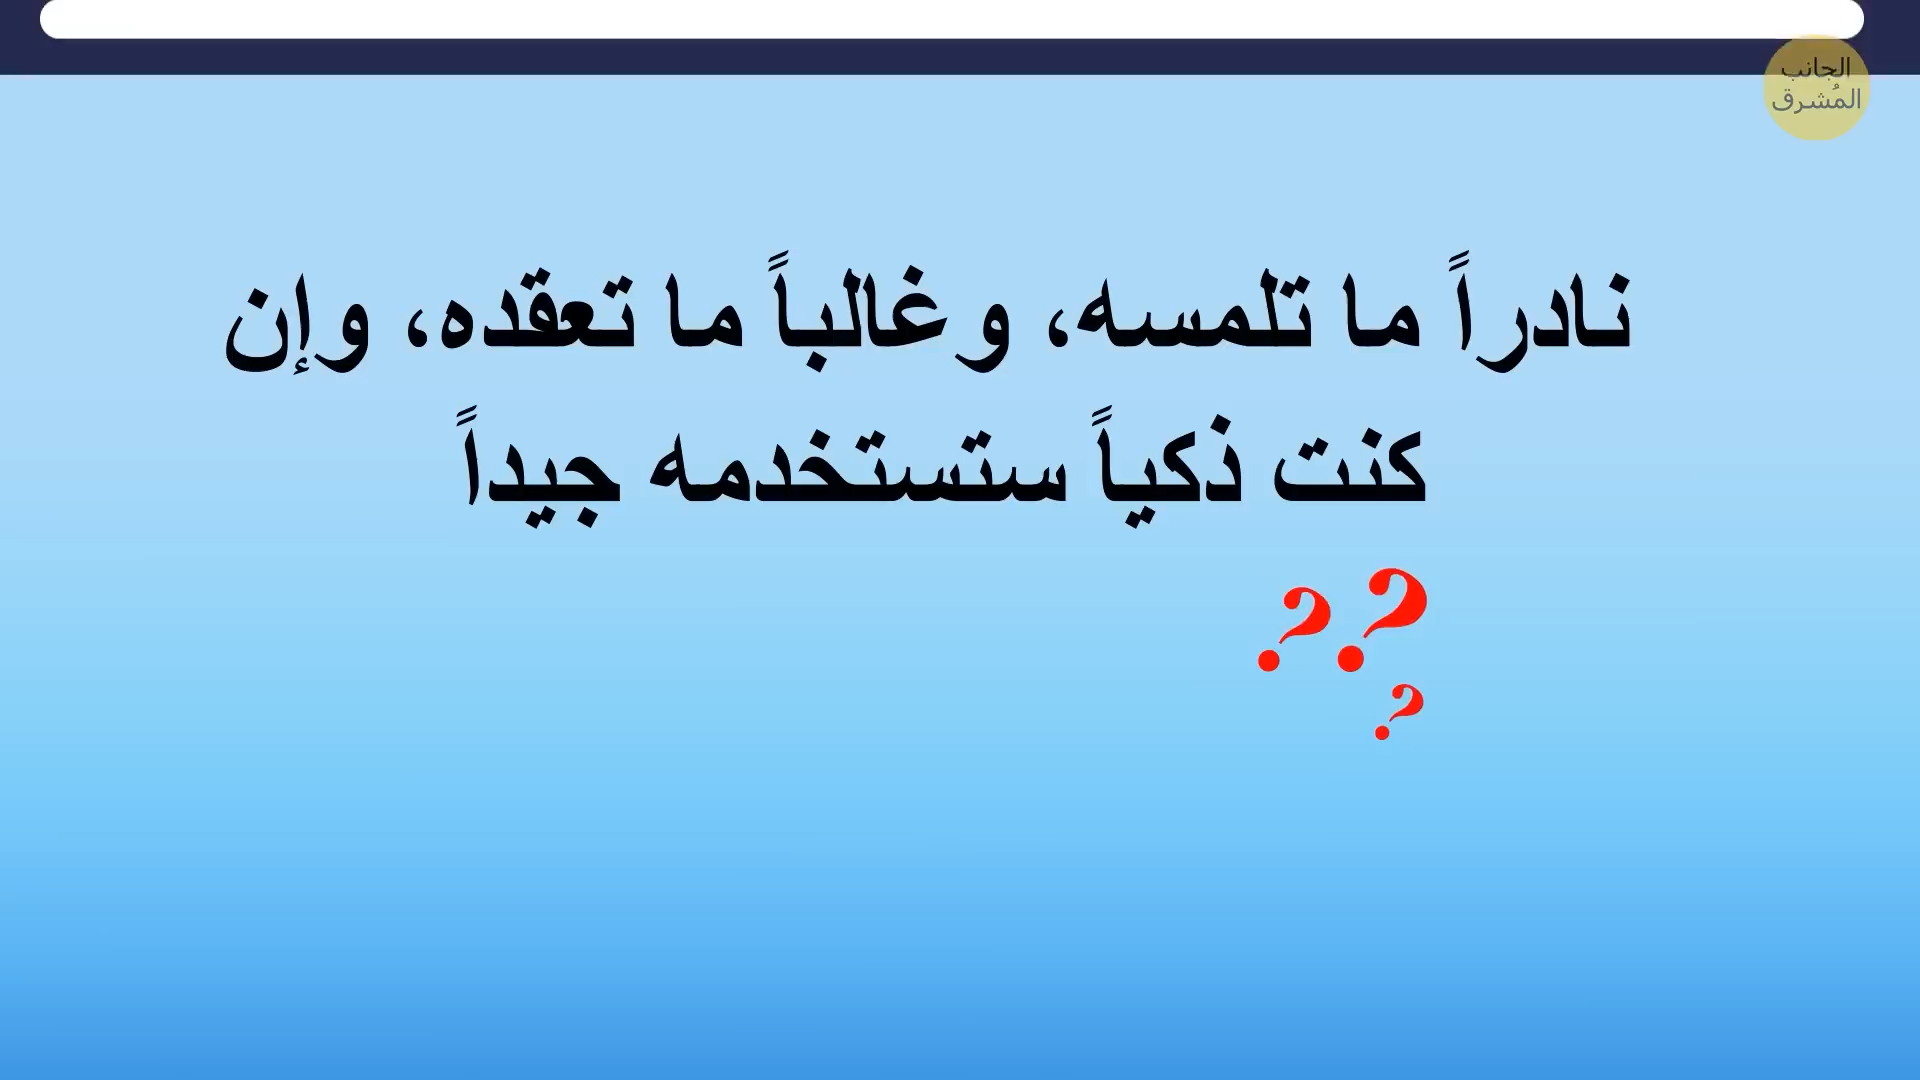 الجانب
المُشرق
نادراً ما تلمسه، وغالباً ما تعقده، وإن
كنت ذكياً ستستخدمه جيداً
??
?